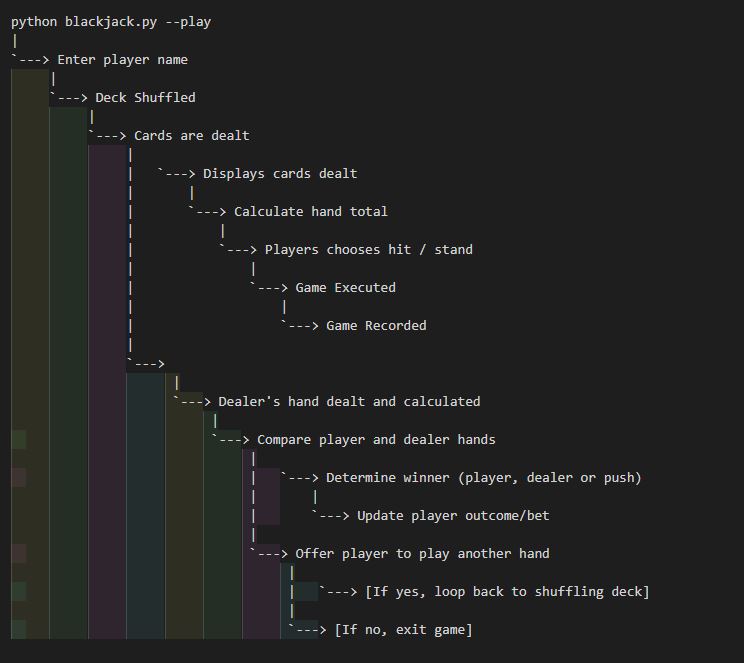 python blackjack.py --play
|
`---> Enter player name
|
`---> Deck Shuffled
|
`---> Cards are dealt
|
| `---> Displays cards dealt
| |
| `---> Calculate hand total
| |
| `---> Players chooses hit / stand
| |
| `---> Game Executed
| |
| `---> Game Recorded
|
`--->
|
`---> Dealer's hand dealt and calculated
|
`---> Compare player and dealer hands
|
| `---> Determine winner (player, dealer or push)
| |
| `---> Update player outcome/bet
|
`---> Offer player to play another hand
|
| `---> [If yes, loop back to shuffling deck]
|
`---> [If no, exit game]